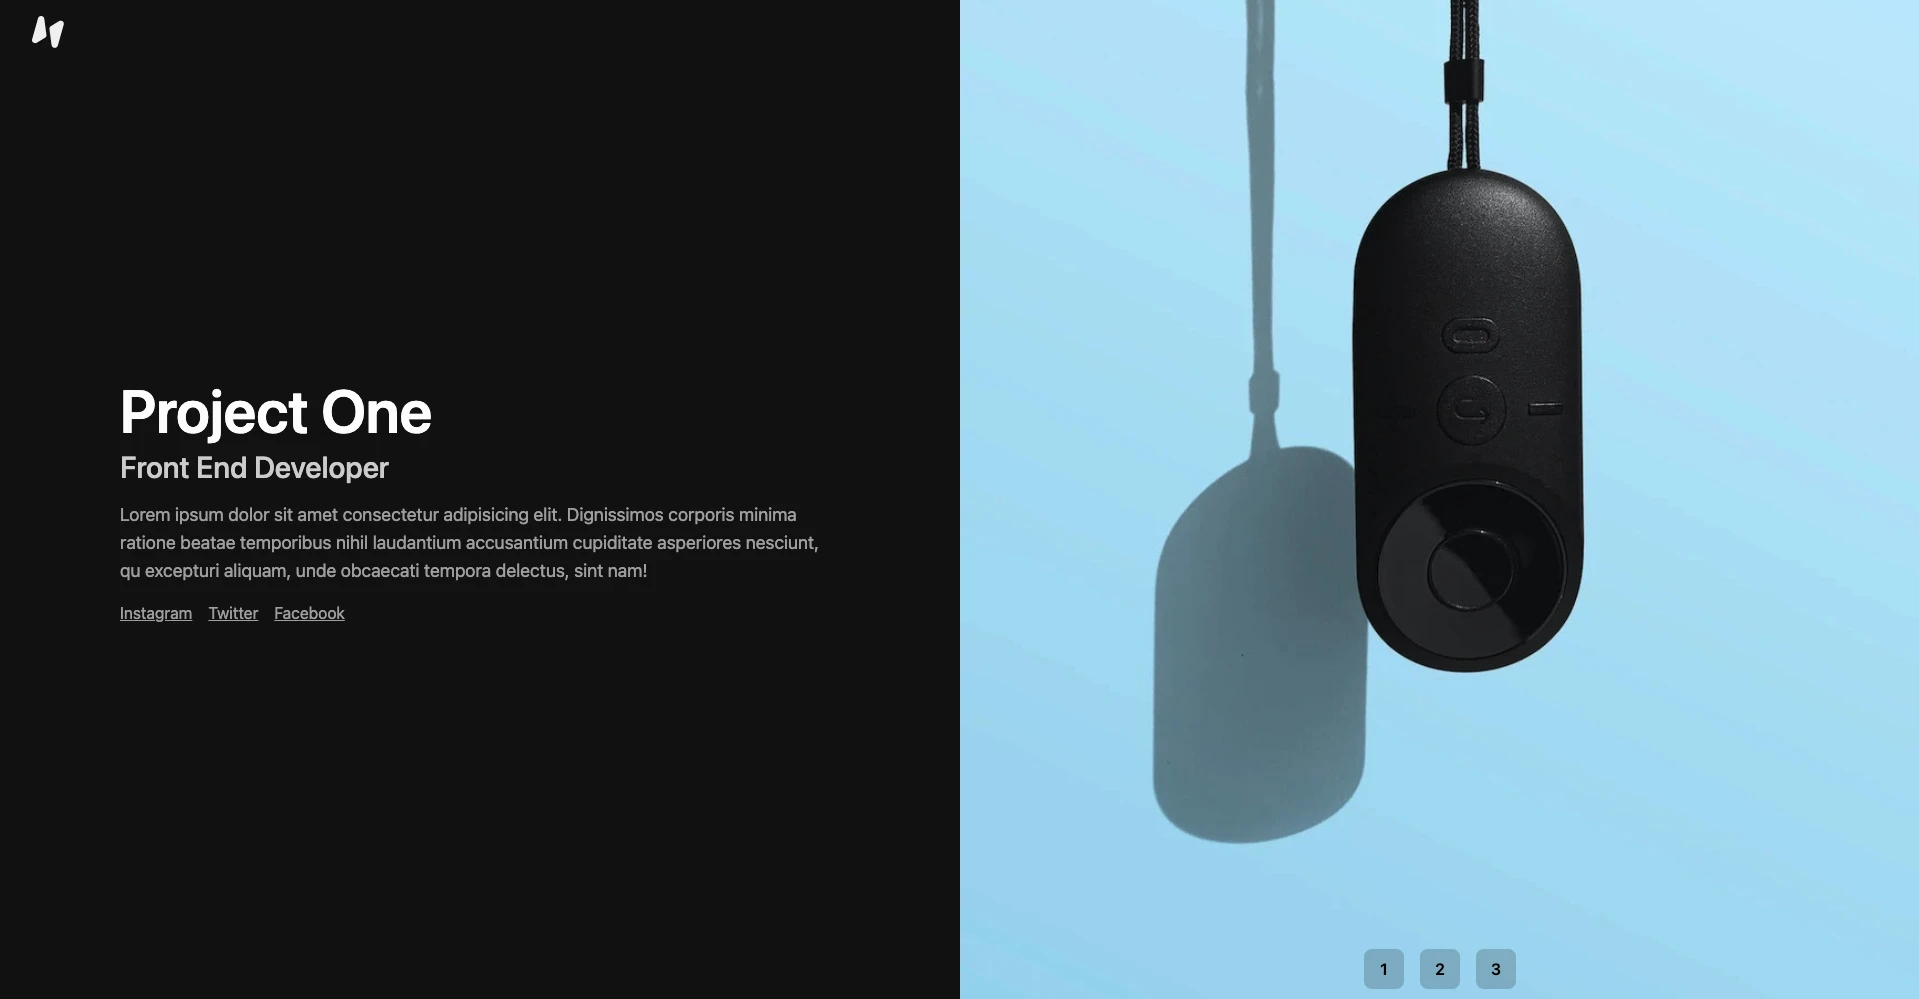 Project One
Front End Developer
Lorem ipsum dolor sit amet consectetur adipisicing elit. Dignissimos corporis minima
ratione beatae temporibus nihil laudantium accusantium cupiditate asperiores nesciunt,
qu excepturi aliquam, unde obcaecati tempora delectus, sint nam!
Instagram Twitter Facebook
1 2 3